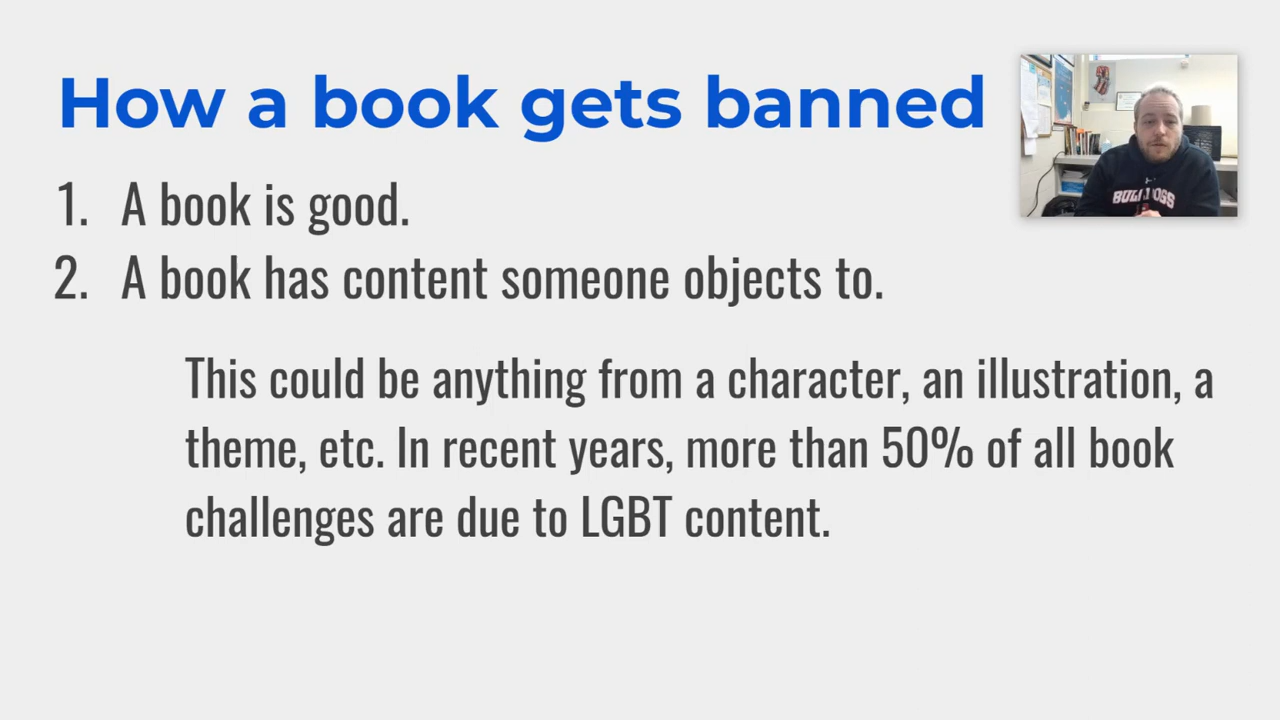 How a book gets banned
1. A book is good.
2. A book has content someone objects to.
This could be anything from a character, an illustration, a
theme, etc. In recent years, more than 50% of all book
challenges are due to LGBT content.
BULLDOGS